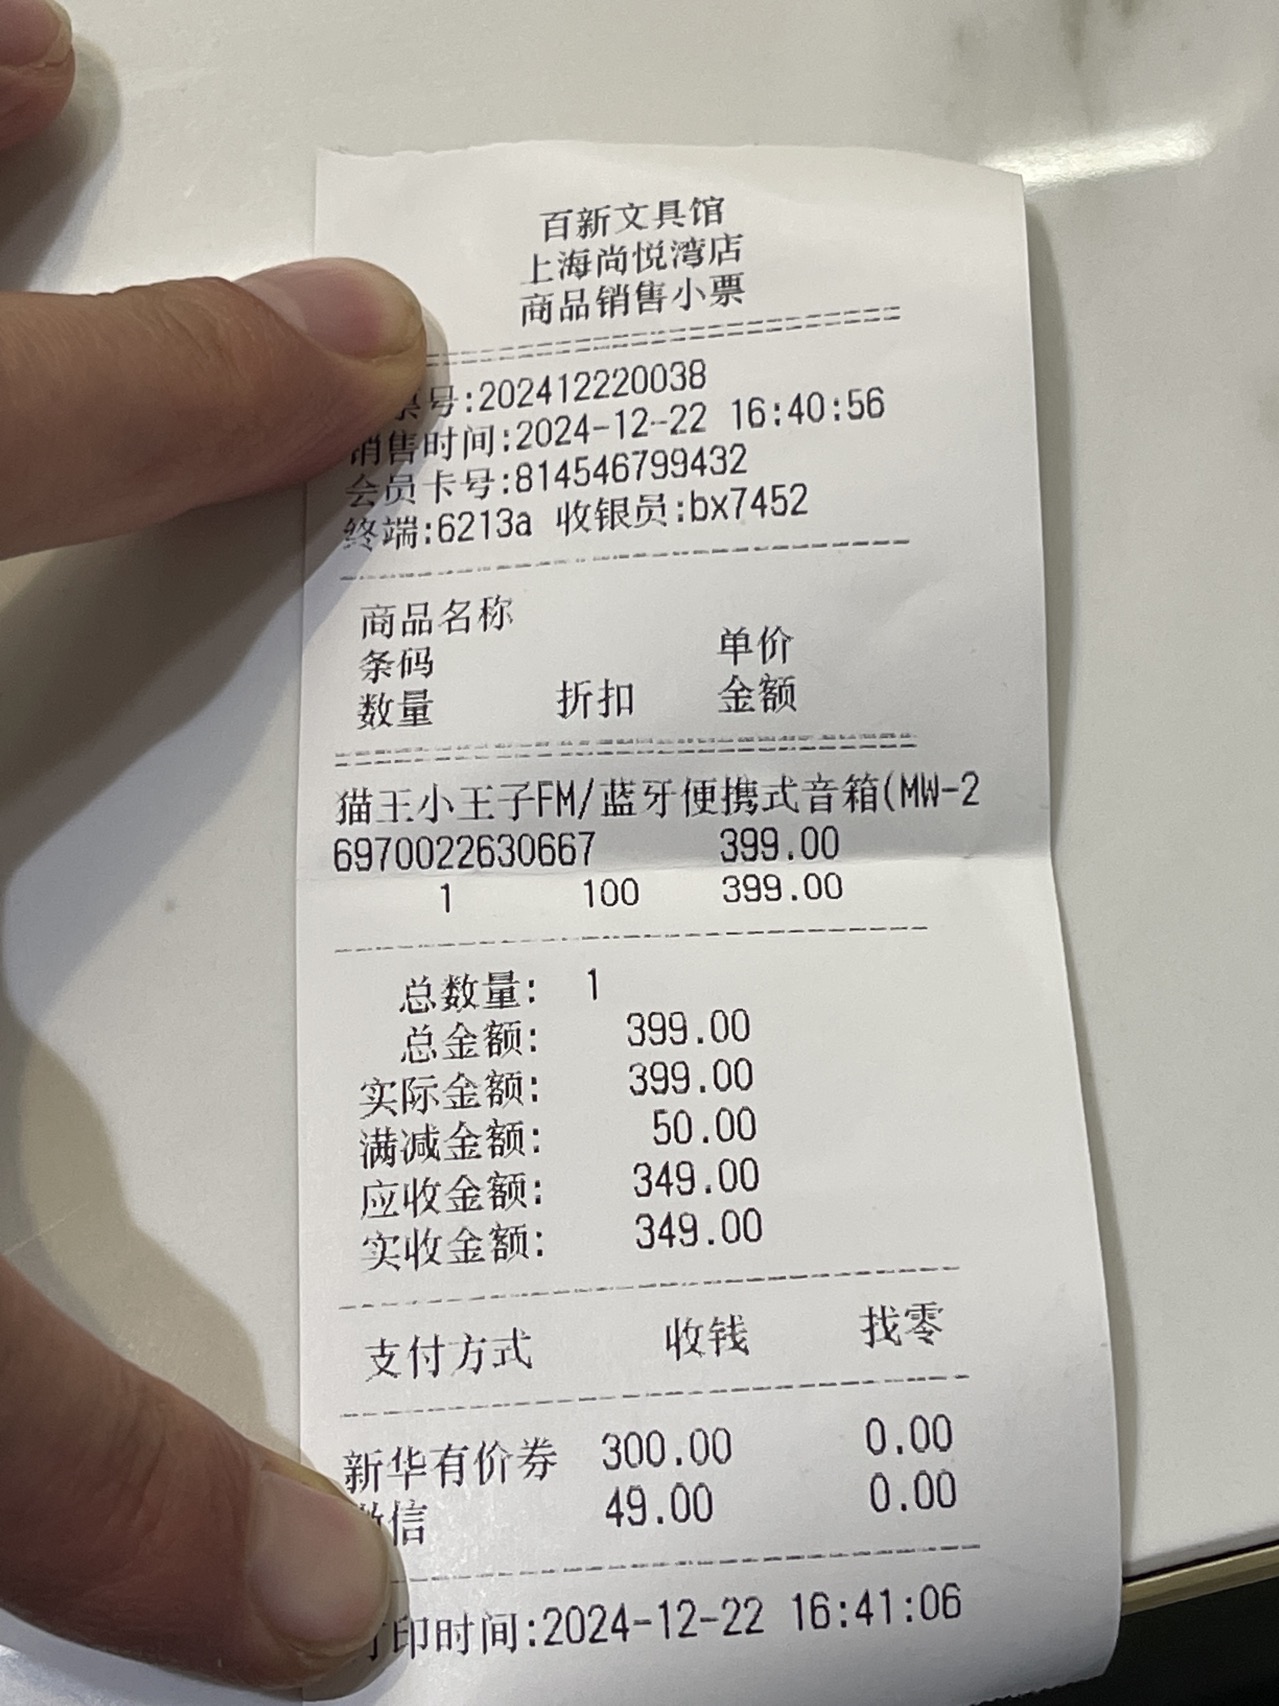 百新文具馆
上海尚悦湾店
商品销售小票
票号:202412220038
销售时间:2024-12-22 16:40:56
会员卡号:814546799432
终端:6213a 收银员:bx7452
商品名称
条码 单价
数量 折扣 金额
猫王小王子FM/蓝牙便携式音箱(MW-2
6970022630667 399.00
1 100 399.00
总数量: 1
总金额: 399.00
实际金额: 399.00
满减金额: 50.00
应收金额: 349.00
实收金额: 349.00
支付方式 收钱 找零
新华有价券 300.00 0.00
微信 49.00 0.00
打印时间:2024-12-22 16:41:06